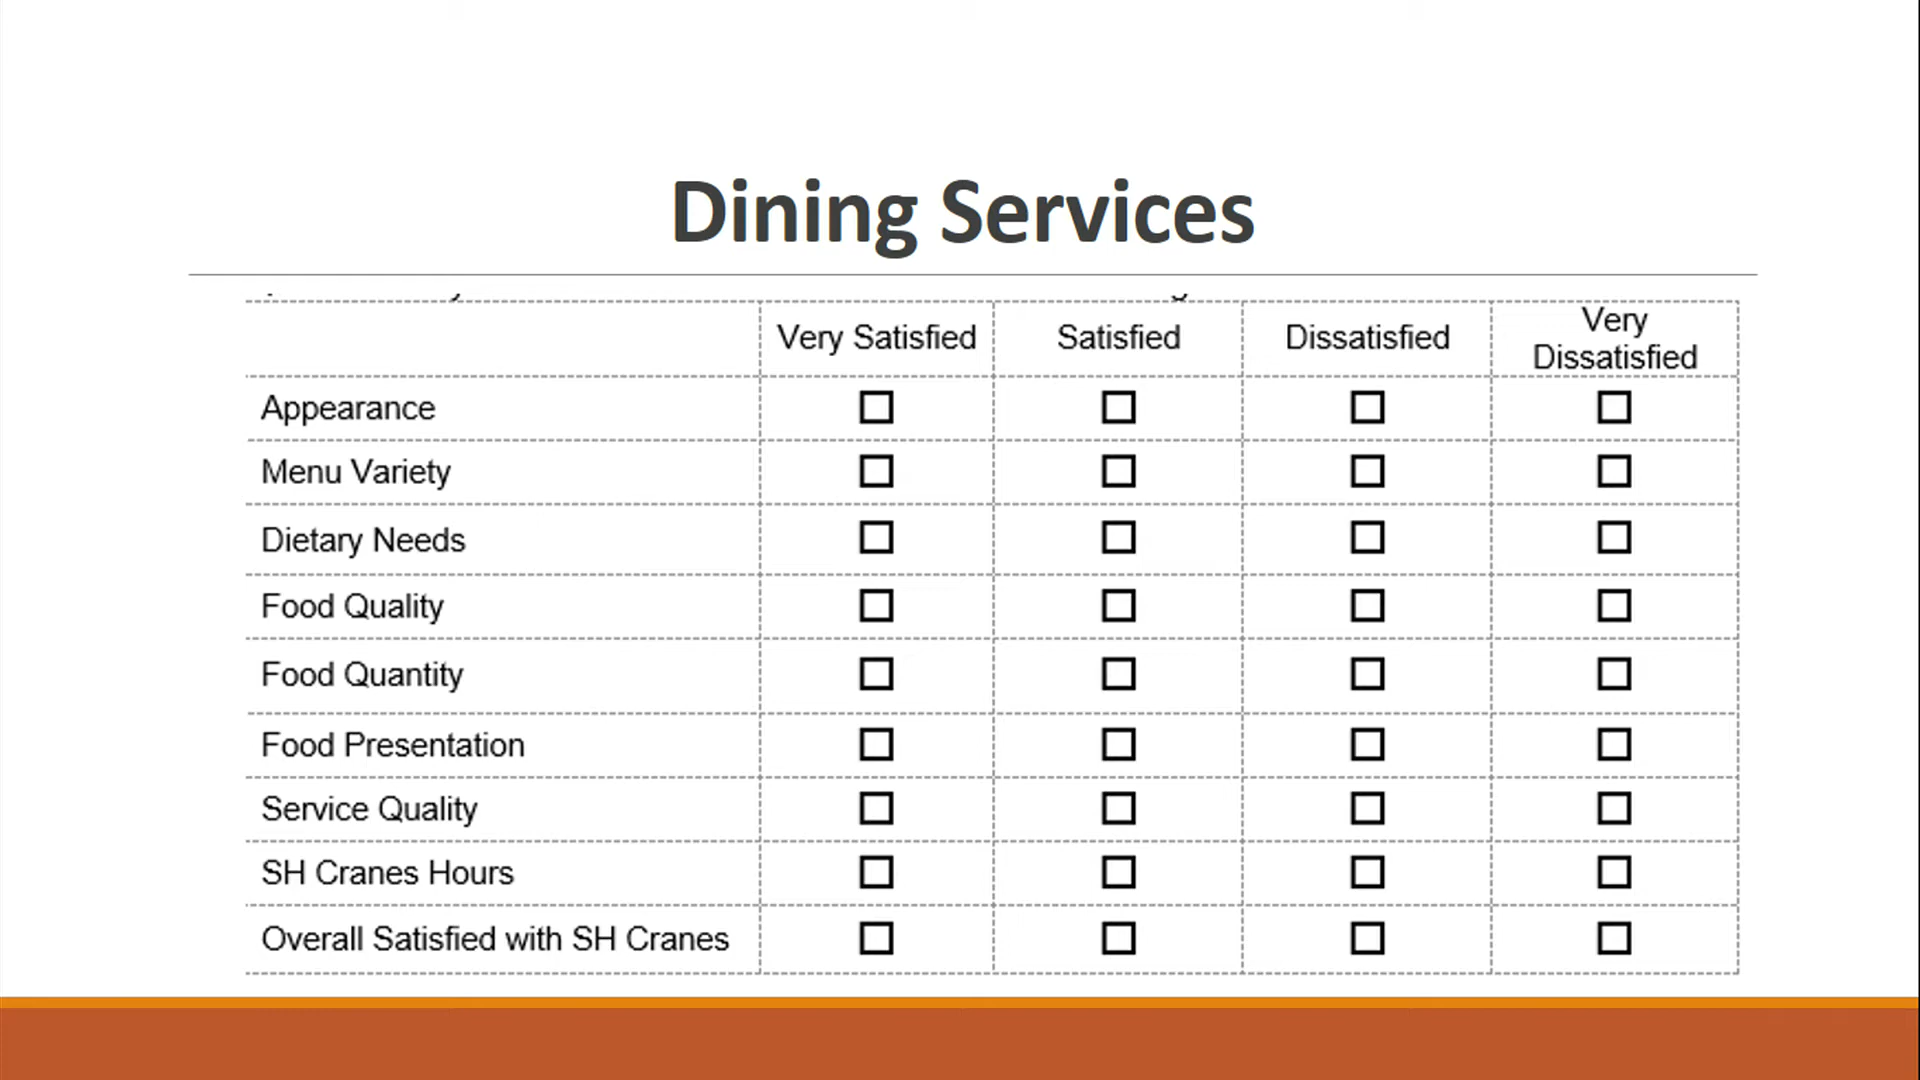 Dining Services
Very Satisfied Satisfied Dissatisfied Very Dissatisfied
Appearance
Menu Variety
Dietary Needs
Food Quality
Food Quantity
Food Presentation
Service Quality
SH Cranes Hours
Overall Satisfied with SH Cranes